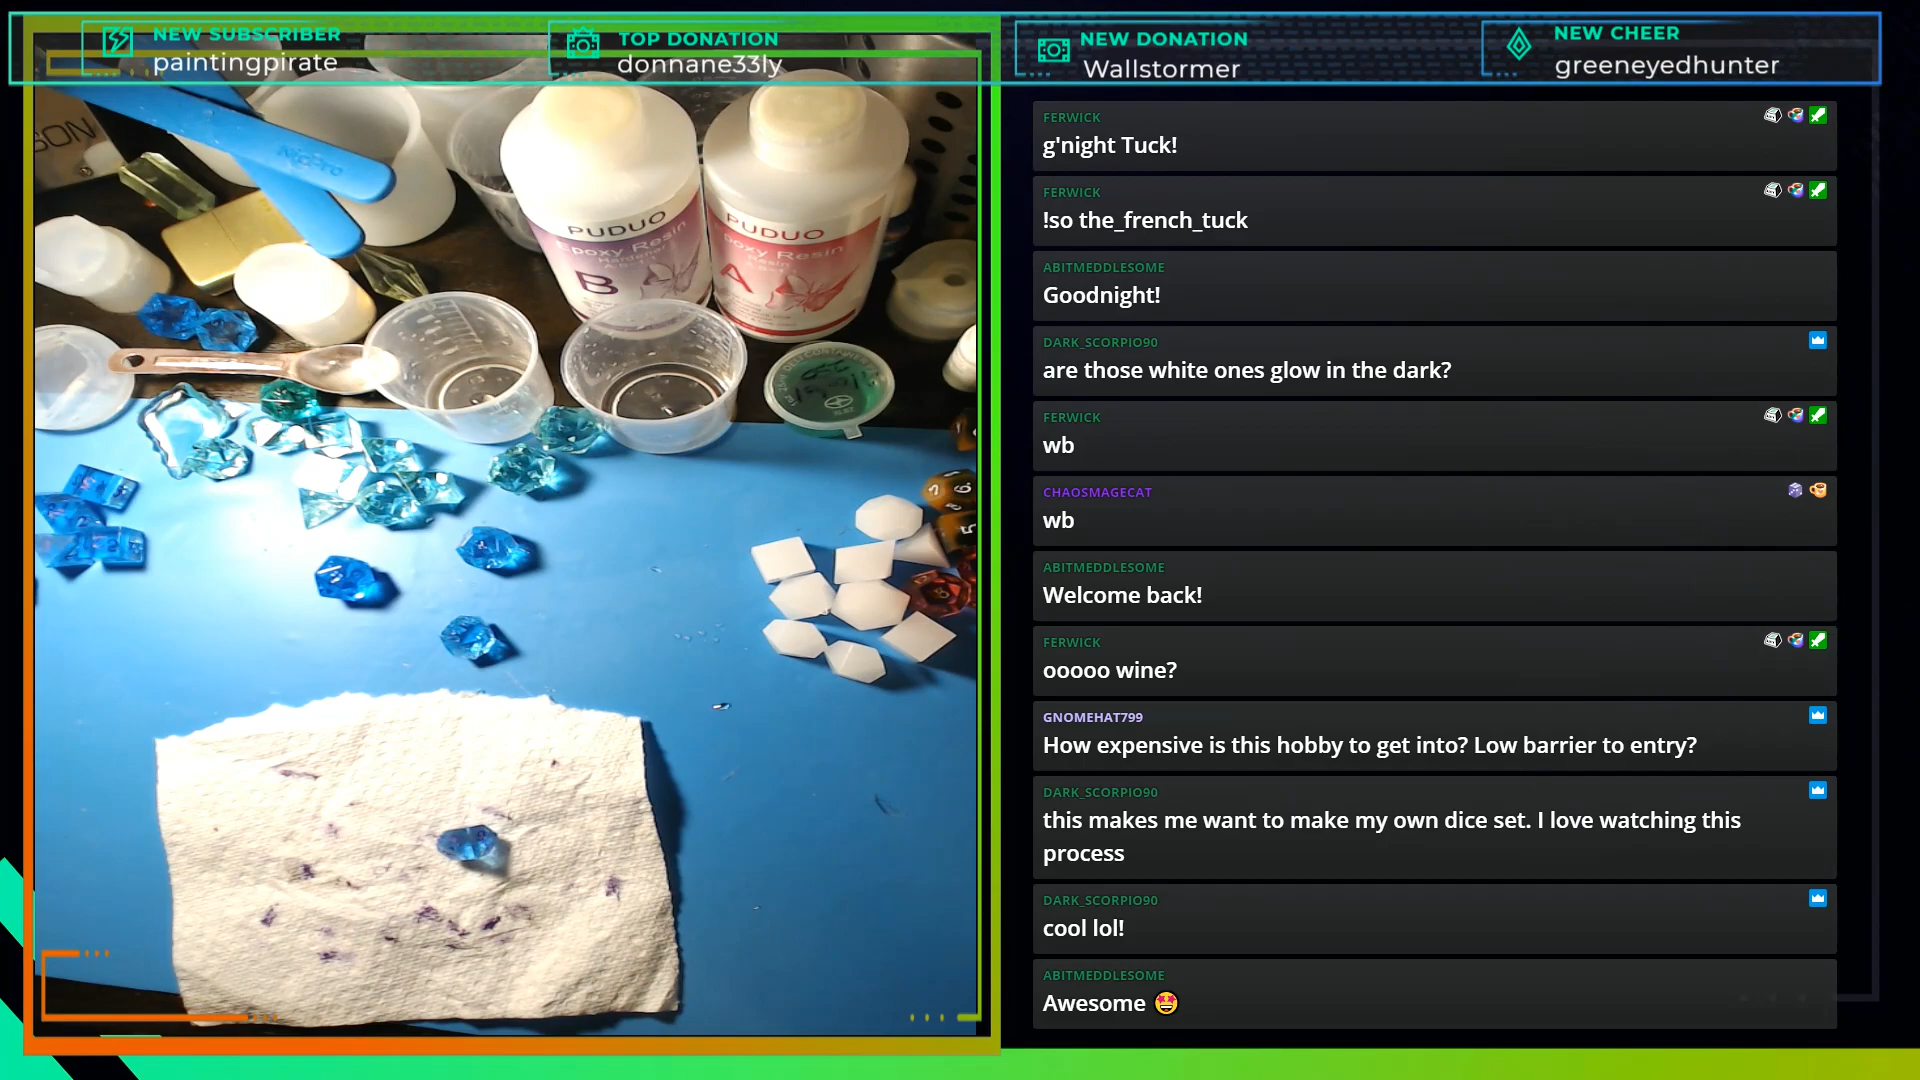 NEW SUBSCRIBER
paintingpirate
TOP DONATION
donnane33ly
NEW DONATION
Wallstormer
NEW CHEER
greeneyedhunter
PUDUO
Epoxy Resin
Hardener
B
PUDUO
Epoxy Resin
Resin
A
FERWICK
g'night Tuck!
FERWICK
!so the_french_tuck
ABITMEDDLESOME
Goodnight!
DARK_SCORPIO90
are those white ones glow in the dark?
FERWICK
wb
CHAOSMAGECAT
wb
ABITMEDDLESOME
Welcome back!
FERWICK
ooooo wine?
GNOMEHAT799
How expensive is this hobby to get into? Low barrier to entry?
DARK_SCORPIO90
this makes me want to make my own dice set. I love watching this
process
DARK_SCORPIO90
cool lol!
ABITMEDDLESOME
Awesome 🤩